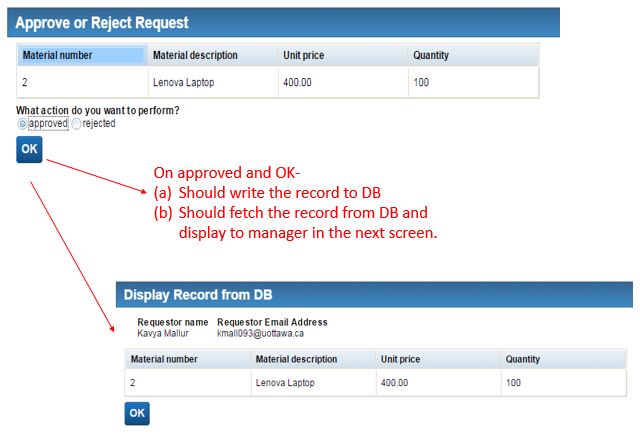 Approve or Reject Request
Material number Material description Unit price Quantity
2 Lenova Laptop 400.00 100
What action do you want to perform?
approved rejected
OK
On approved and OK-
(a) Should write the record to DB
(b) Should fetch the record from DB and
display to manager in the next screen.
Display Record from DB
Requestor name Requestor Email Address
Kavya Mallur kmall093@uottawa.ca
Material number Material description Unit price Quantity
2 Lenova Laptop 400.00 100
OK